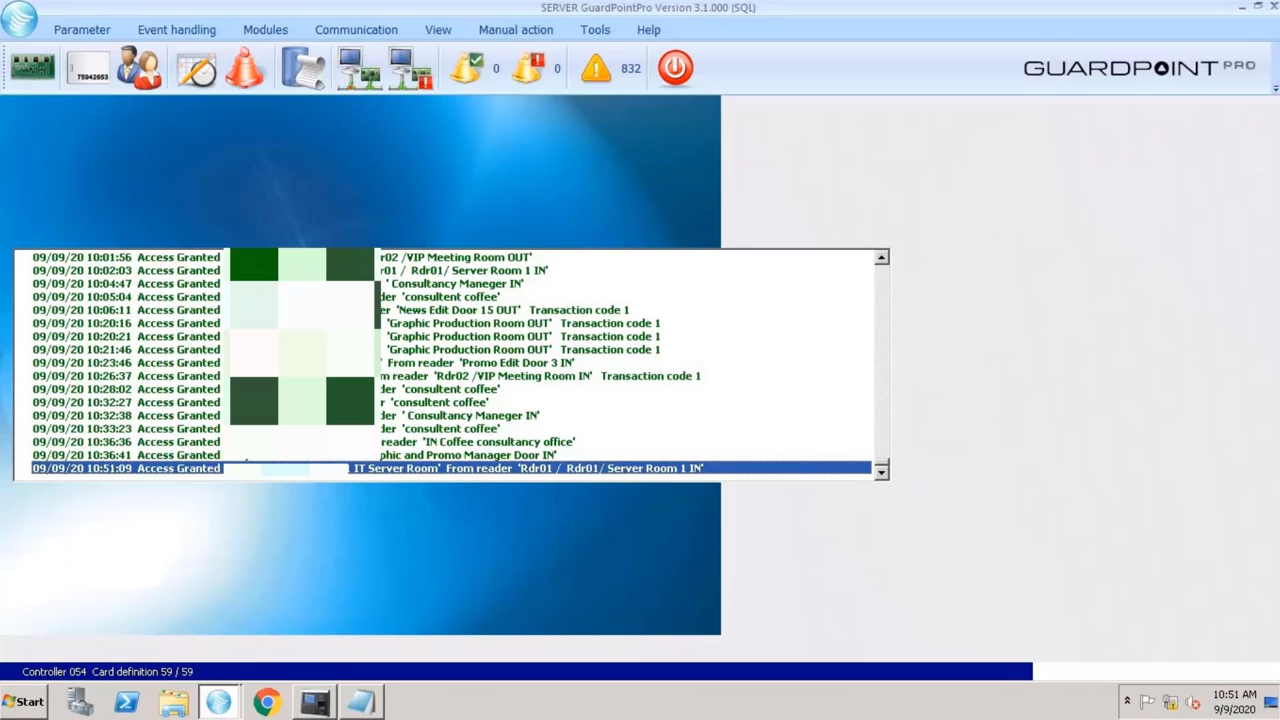 SERVER GuardPointPro Version 3.1.000 (SQL)
Parameter Event handling Modules Communication View Manual action Tools Help
75942653 0 0 832 GUARDPOINT PRO
09/09/20 10:01:56 Access Granted r02 /VIP Meeting Room OUT'
09/09/20 10:02:03 Access Granted r01 / Rdr01/ Server Room 1 IN'
09/09/20 10:04:47 Access Granted ' Consultancy Maneger IN'
09/09/20 10:05:04 Access Granted der 'consultent coffee'
09/09/20 10:06:11 Access Granted er 'News Edit Door 15 OUT' Transaction code 1
09/09/20 10:20:16 Access Granted 'Graphic Production Room OUT' Transaction code 1
09/09/20 10:20:21 Access Granted 'Graphic Production Room OUT' Transaction code 1
09/09/20 10:21:46 Access Granted 'Graphic Production Room OUT' Transaction code 1
09/09/20 10:23:46 Access Granted ' From reader 'Promo Edit Door 3 IN'
09/09/20 10:26:37 Access Granted m reader 'Rdr02 /VIP Meeting Room IN' Transaction code 1
09/09/20 10:28:02 Access Granted der 'consultent coffee'
09/09/20 10:32:27 Access Granted r 'consultent coffee'
09/09/20 10:32:38 Access Granted der ' Consultancy Maneger IN'
09/09/20 10:33:23 Access Granted der 'consultent coffee'
09/09/20 10:36:36 Access Granted reader 'IN Coffee consultancy office'
09/09/20 10:36:41 Access Granted phic and Promo Manager Door IN'
09/09/20 10:51:09 Access Granted IT Server Room' From reader 'Rdr01 / Rdr01/ Server Room 1 IN'
Controller 054 Card definition 59 / 59
Start
10:51 AM
9/9/2020